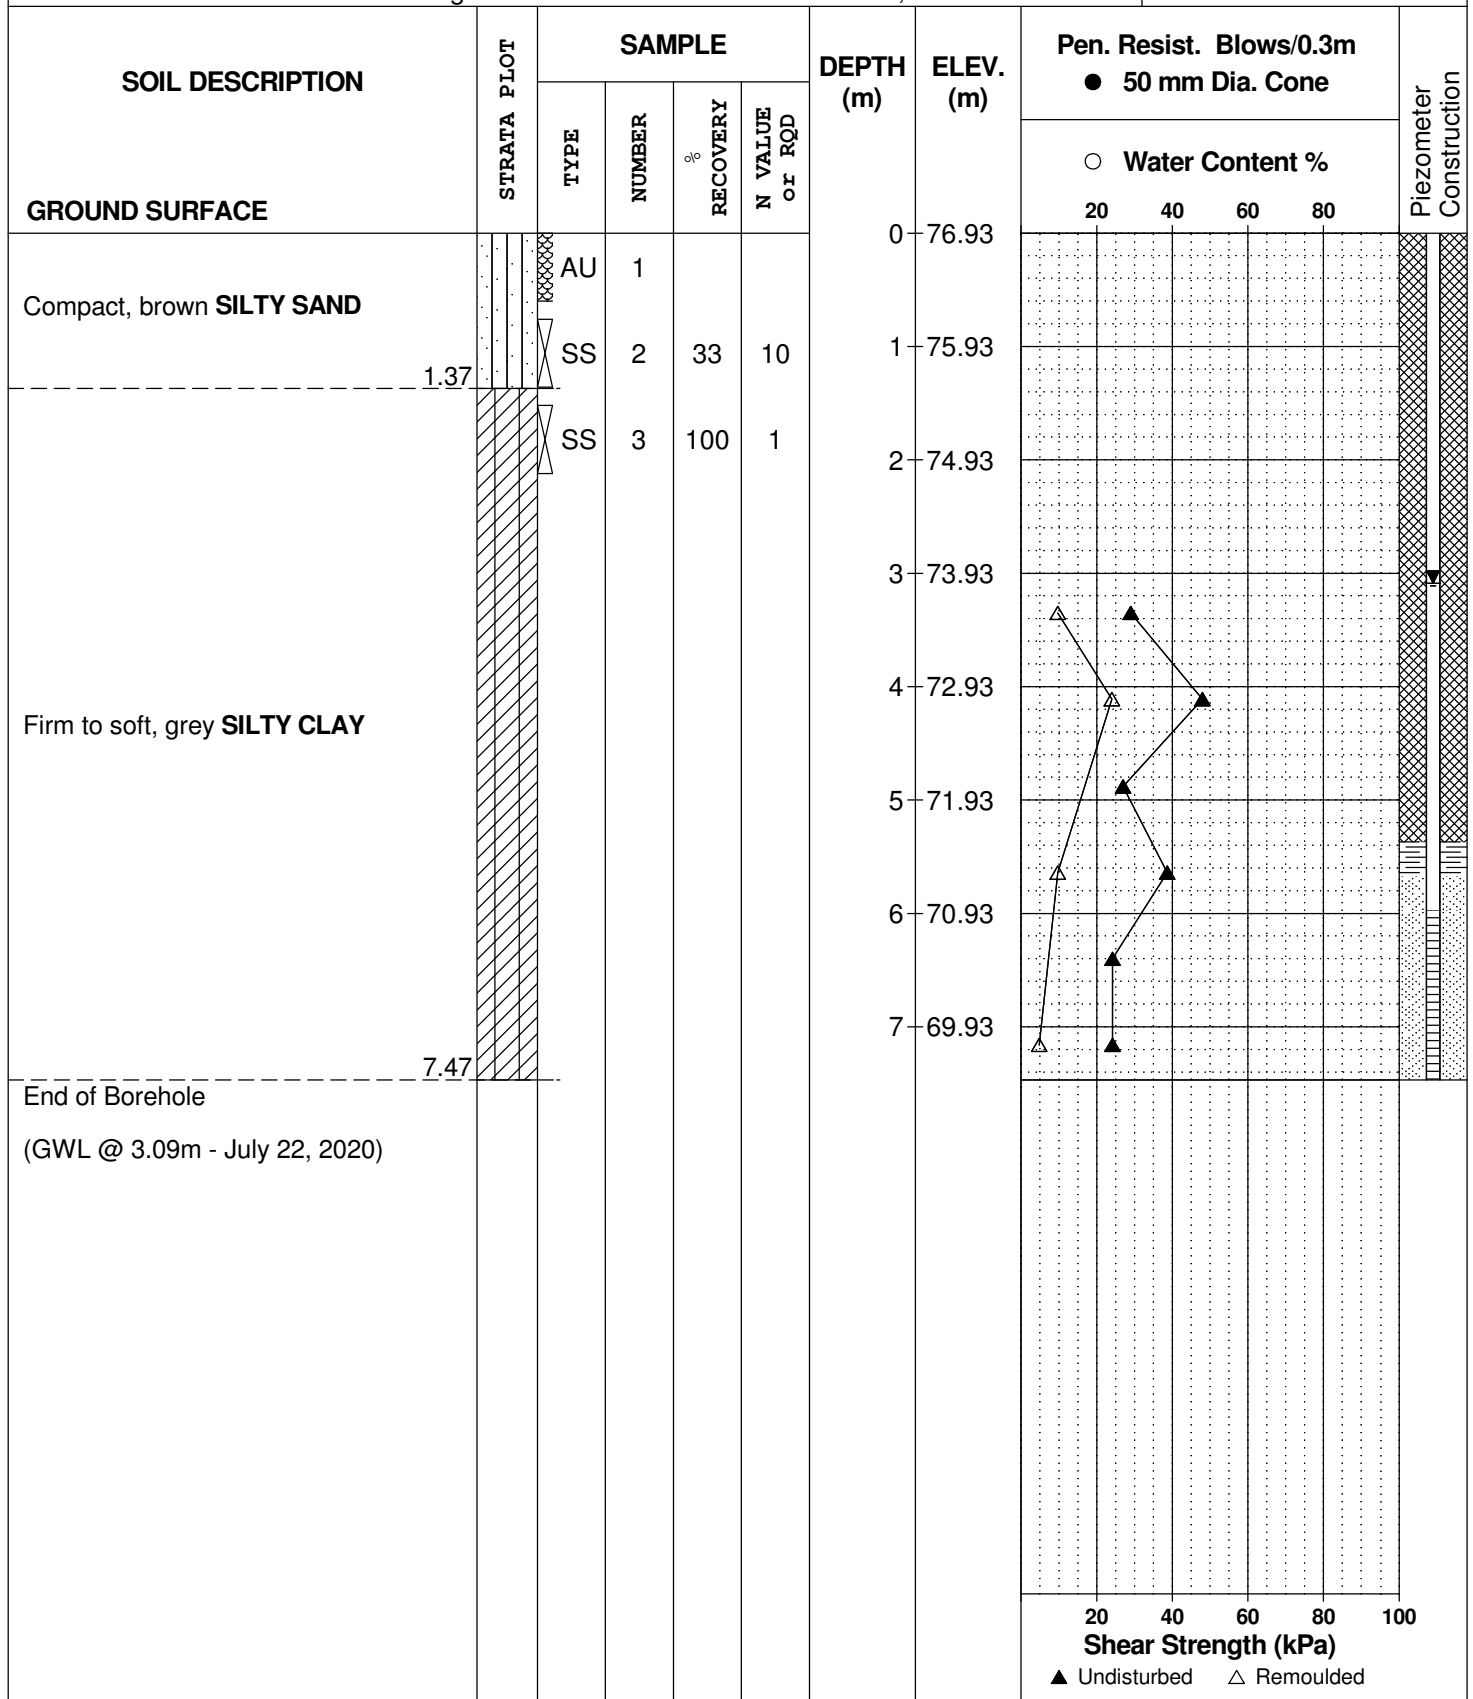 SOIL DESCRIPTION
GROUND SURFACE
STRATA PLOT
SAMPLE
TYPE
NUMBER
%
RECOVERY
N VALUE
or RQD
DEPTH
(m)
ELEV.
(m)
Pen. Resist. Blows/0.3m
● 50 mm Dia. Cone
○ Water Content %
20 40 60 80
Piezometer
Construction
0 76.93
AU 1
Compact, brown SILTY SAND
SS 2 33 10
1 75.93
1.37
SS 3 100 1
2 74.93
3 73.93
4 72.93
Firm to soft, grey SILTY CLAY
5 71.93
6 70.93
7 69.93
7.47
End of Borehole
(GWL @ 3.09m - July 22, 2020)
20 40 60 80 100
Shear Strength (kPa)
▲ Undisturbed △ Remoulded